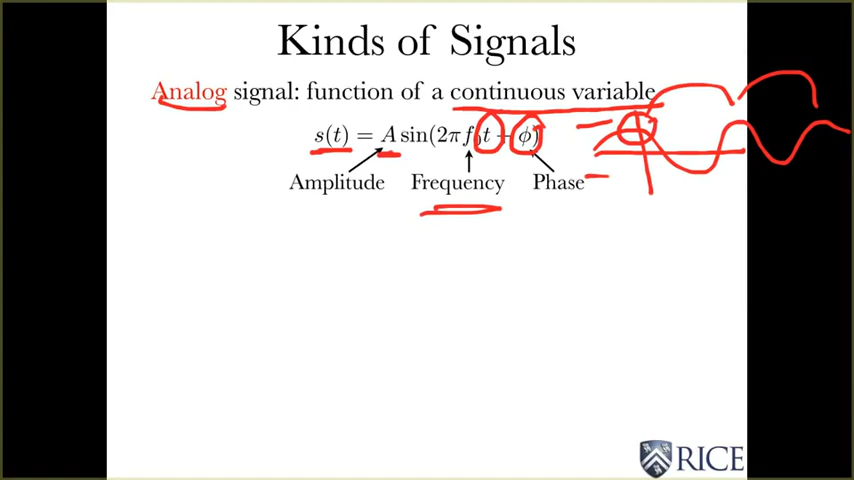 Kinds of Signals
Analog signal: function of a continuous variable
s(t) = A sin(2πf₀t + ϕ)
Amplitude Frequency Phase
RICE